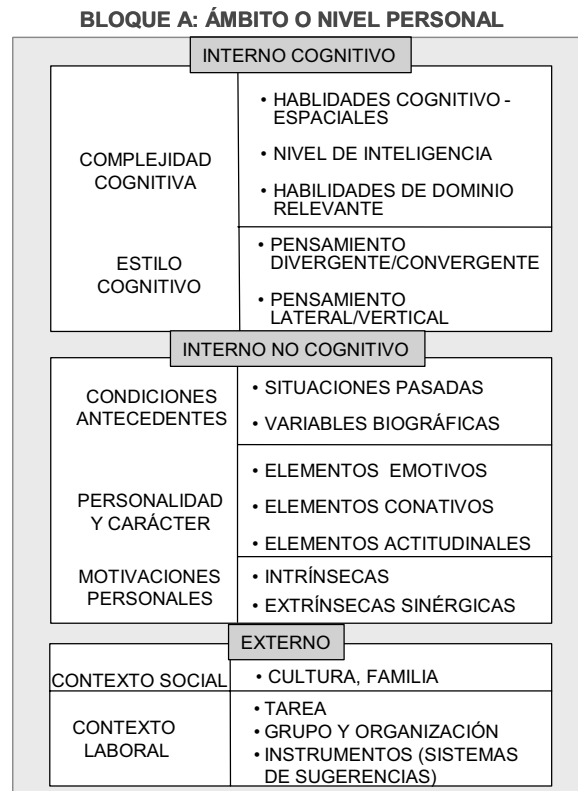 BLOQUE A: ÁMBITO O NIVEL PERSONAL
INTERNO COGNITIVO
COMPLEJIDAD
COGNITIVA
• HABLIDADES COGNITIVO -
ESPACIALES
• NIVEL DE INTELIGENCIA
• HABILIDADES DE DOMINIO
RELEVANTE
ESTILO
COGNITIVO
• PENSAMIENTO
DIVERGENTE/CONVERGENTE
• PENSAMIENTO
LATERAL/VERTICAL
INTERNO NO COGNITIVO
CONDICIONES
ANTECEDENTES
• SITUACIONES PASADAS
• VARIABLES BIOGRÁFICAS
PERSONALIDAD
Y CARÁCTER
• ELEMENTOS EMOTIVOS
• ELEMENTOS CONATIVOS
• ELEMENTOS ACTITUDINALES
MOTIVACIONES
PERSONALES
• INTRÍNSECAS
• EXTRÍNSECAS SINÉRGICAS
EXTERNO
CONTEXTO SOCIAL
• CULTURA, FAMILIA
CONTEXTO
LABORAL
• TAREA
• GRUPO Y ORGANIZACIÓN
• INSTRUMENTOS (SISTEMAS
DE SUGERENCIAS)